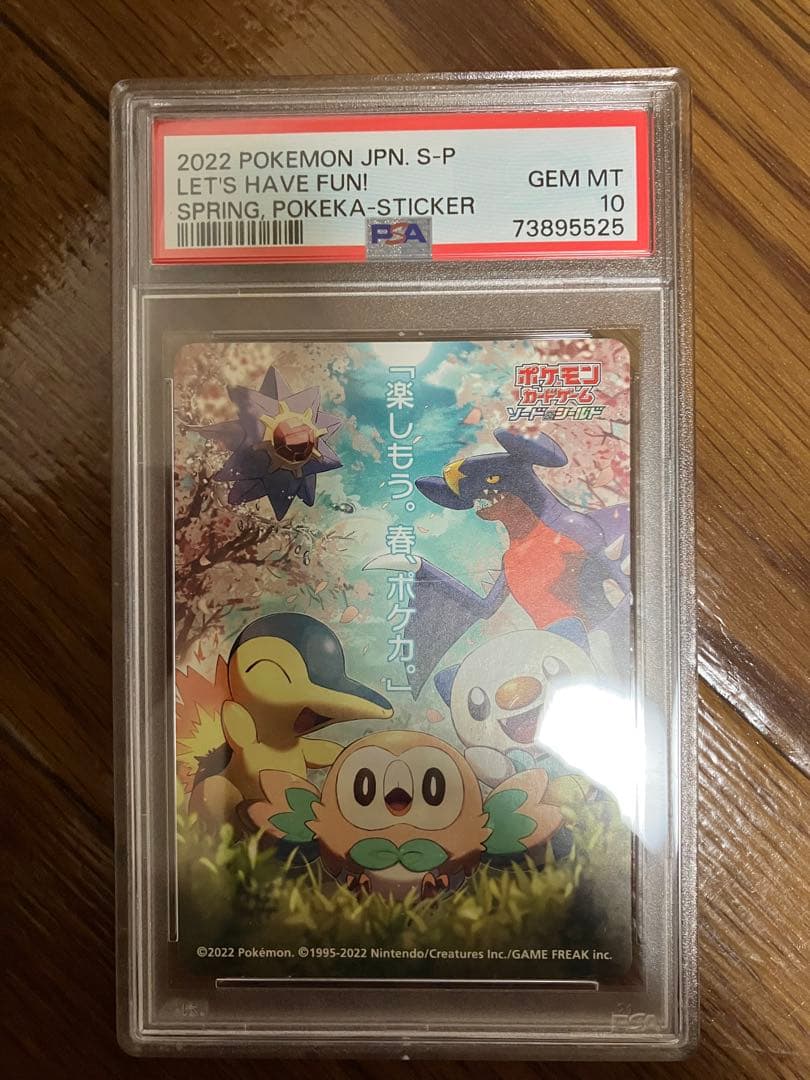 2022 POKEMON JPN. S-P
LET'S HAVE FUN!
SPRING, POKEKA-STICKER
GEM MT
10
73895525
PSA
ポケモン
カードゲーム
ソード&シールド
「楽しもう。春、ポケカ。」
©2022 Pokémon. ©1995-2022 Nintendo/Creatures Inc./GAME FREAK inc.
PSA